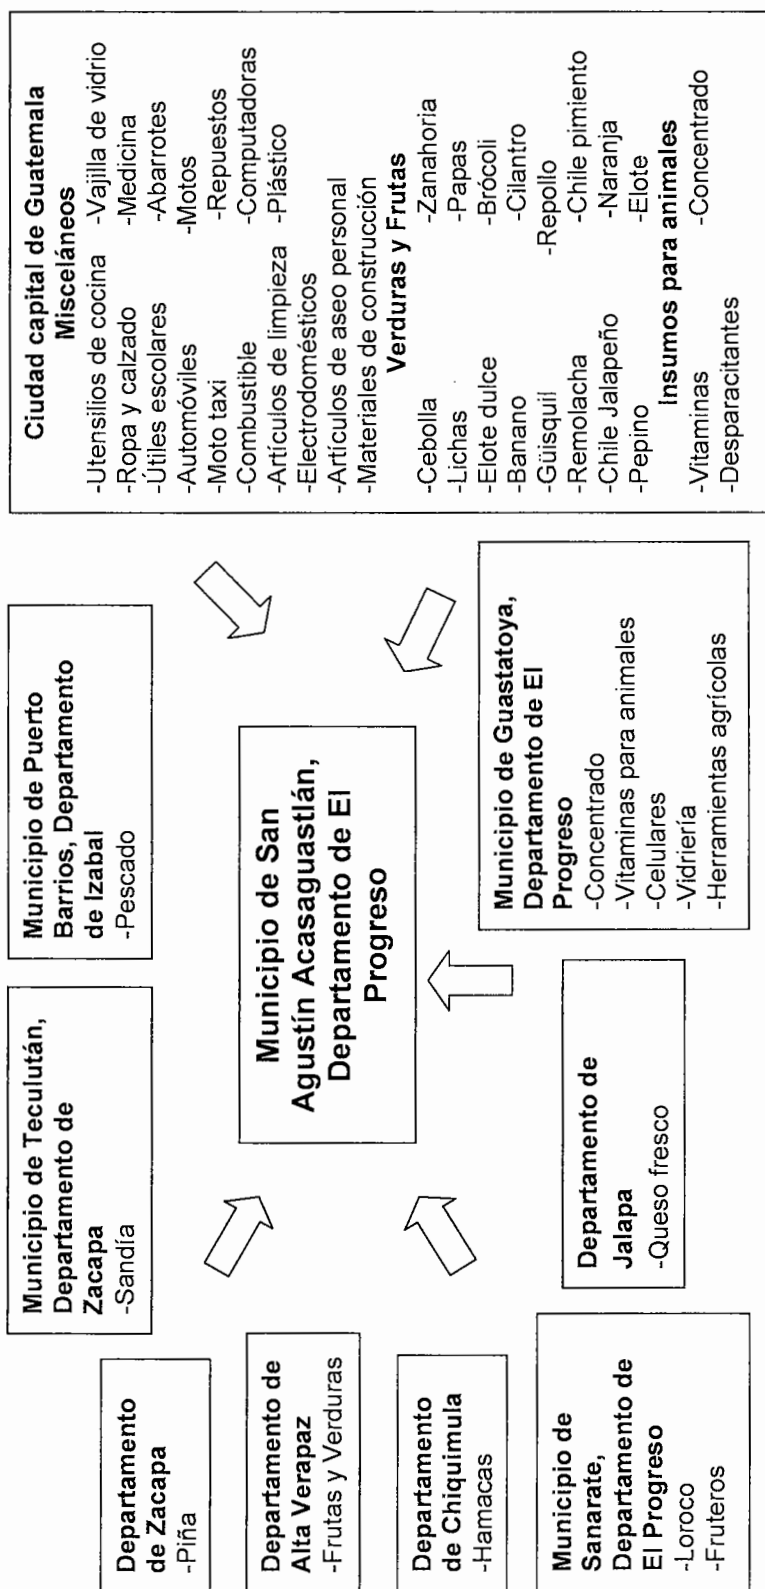 Departamento
de Zacapa
-Piña
Municipio de Teculután,
Departamento de
Zacapa
-Sandía
Municipio de Puerto
Barrios, Departamento
de Izabal
-Pescado
Departamento de
Alta Verapaz
-Frutas y Verduras
Departamento
de Chiquimula
-Hamacas
Municipio de
Sanarate,
Departamento de
El Progreso
-Loroco
-Fruteros
Municipio de San
Agustín Acasaguastlán,
Departamento de El
Progreso
Departamento de
Jalapa
-Queso fresco
Municipio de Guastatoya,
Departamento de El
Progreso
-Concentrado
-Vitaminas para animales
-Celulares
-Vidriería
-Herramientas agrícolas
Ciudad capital de Guatemala
Misceláneos
-Utensilios de cocina -Vajilla de vidrio
-Ropa y calzado -Medicina
-Útiles escolares -Abarrotes
-Automóviles -Motos
-Moto taxi -Repuestos
-Combustible -Computadoras
-Artículos de limpieza -Plástico
-Electrodomésticos
-Artículos de aseo personal
-Materiales de construcción
Verduras y Frutas
-Cebolla -Zanahoria
-Lichas -Papas
-Elote dulce -Brócoli
-Banano -Cilantro
-Güisquil -Repollo
-Remolacha -Chile pimiento
-Chile Jalapeño -Naranja
-Pepino -Elote
Insumos para animales
-Vitaminas -Concentrado
-Desparacitantes